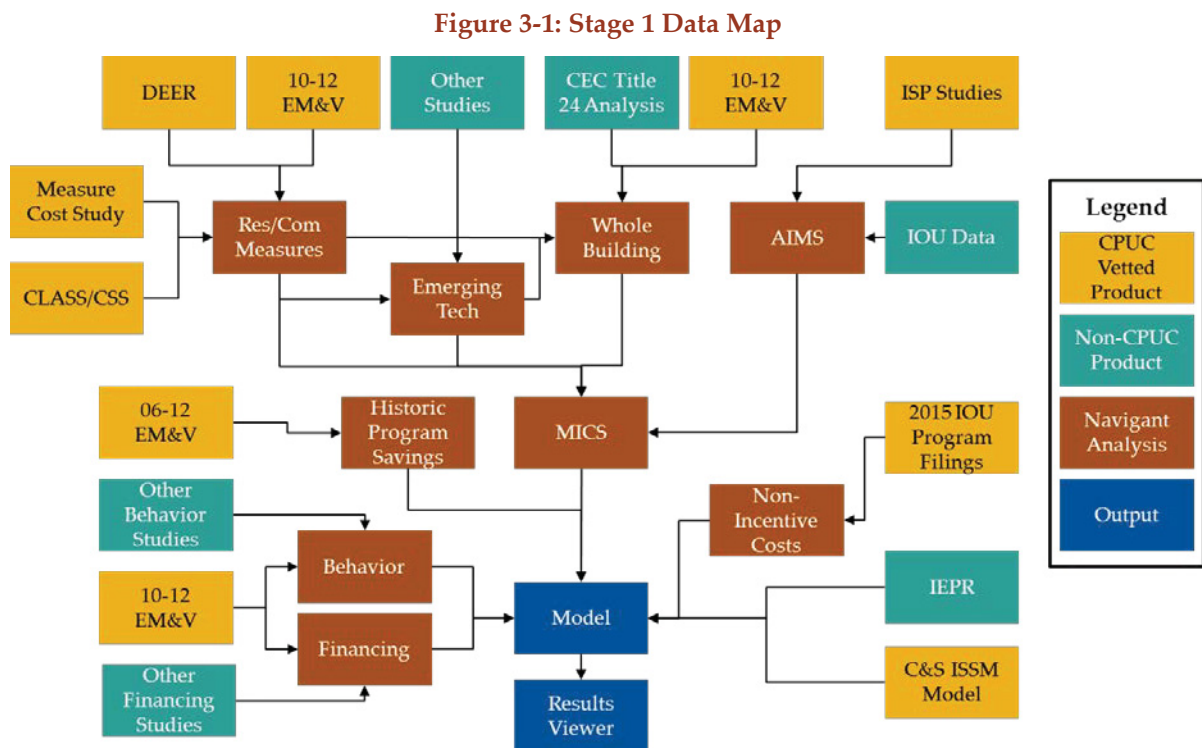 Figure 3-1: Stage 1 Data Map
DEER
10-12
EM&V
Other
Studies
CEC Title
24 Analysis
10-12
EM&V
ISP Studies
Measure
Cost Study
CLASS/CSS
Res/Com
Measures
Emerging
Tech
Whole
Building
AIMS
IOU Data
Legend
CPUC
Vetted
Product
Non-CPUC
Product
Navigant
Analysis
Output
06-12
EM&V
Historic
Program
Savings
MICS
2015 IOU
Program
Filings
Other
Behavior
Studies
Non-
Incentive
Costs
10-12
EM&V
Behavior
Financing
Model
IEPR
Other
Financing
Studies
Results
Viewer
C&S ISSM
Model